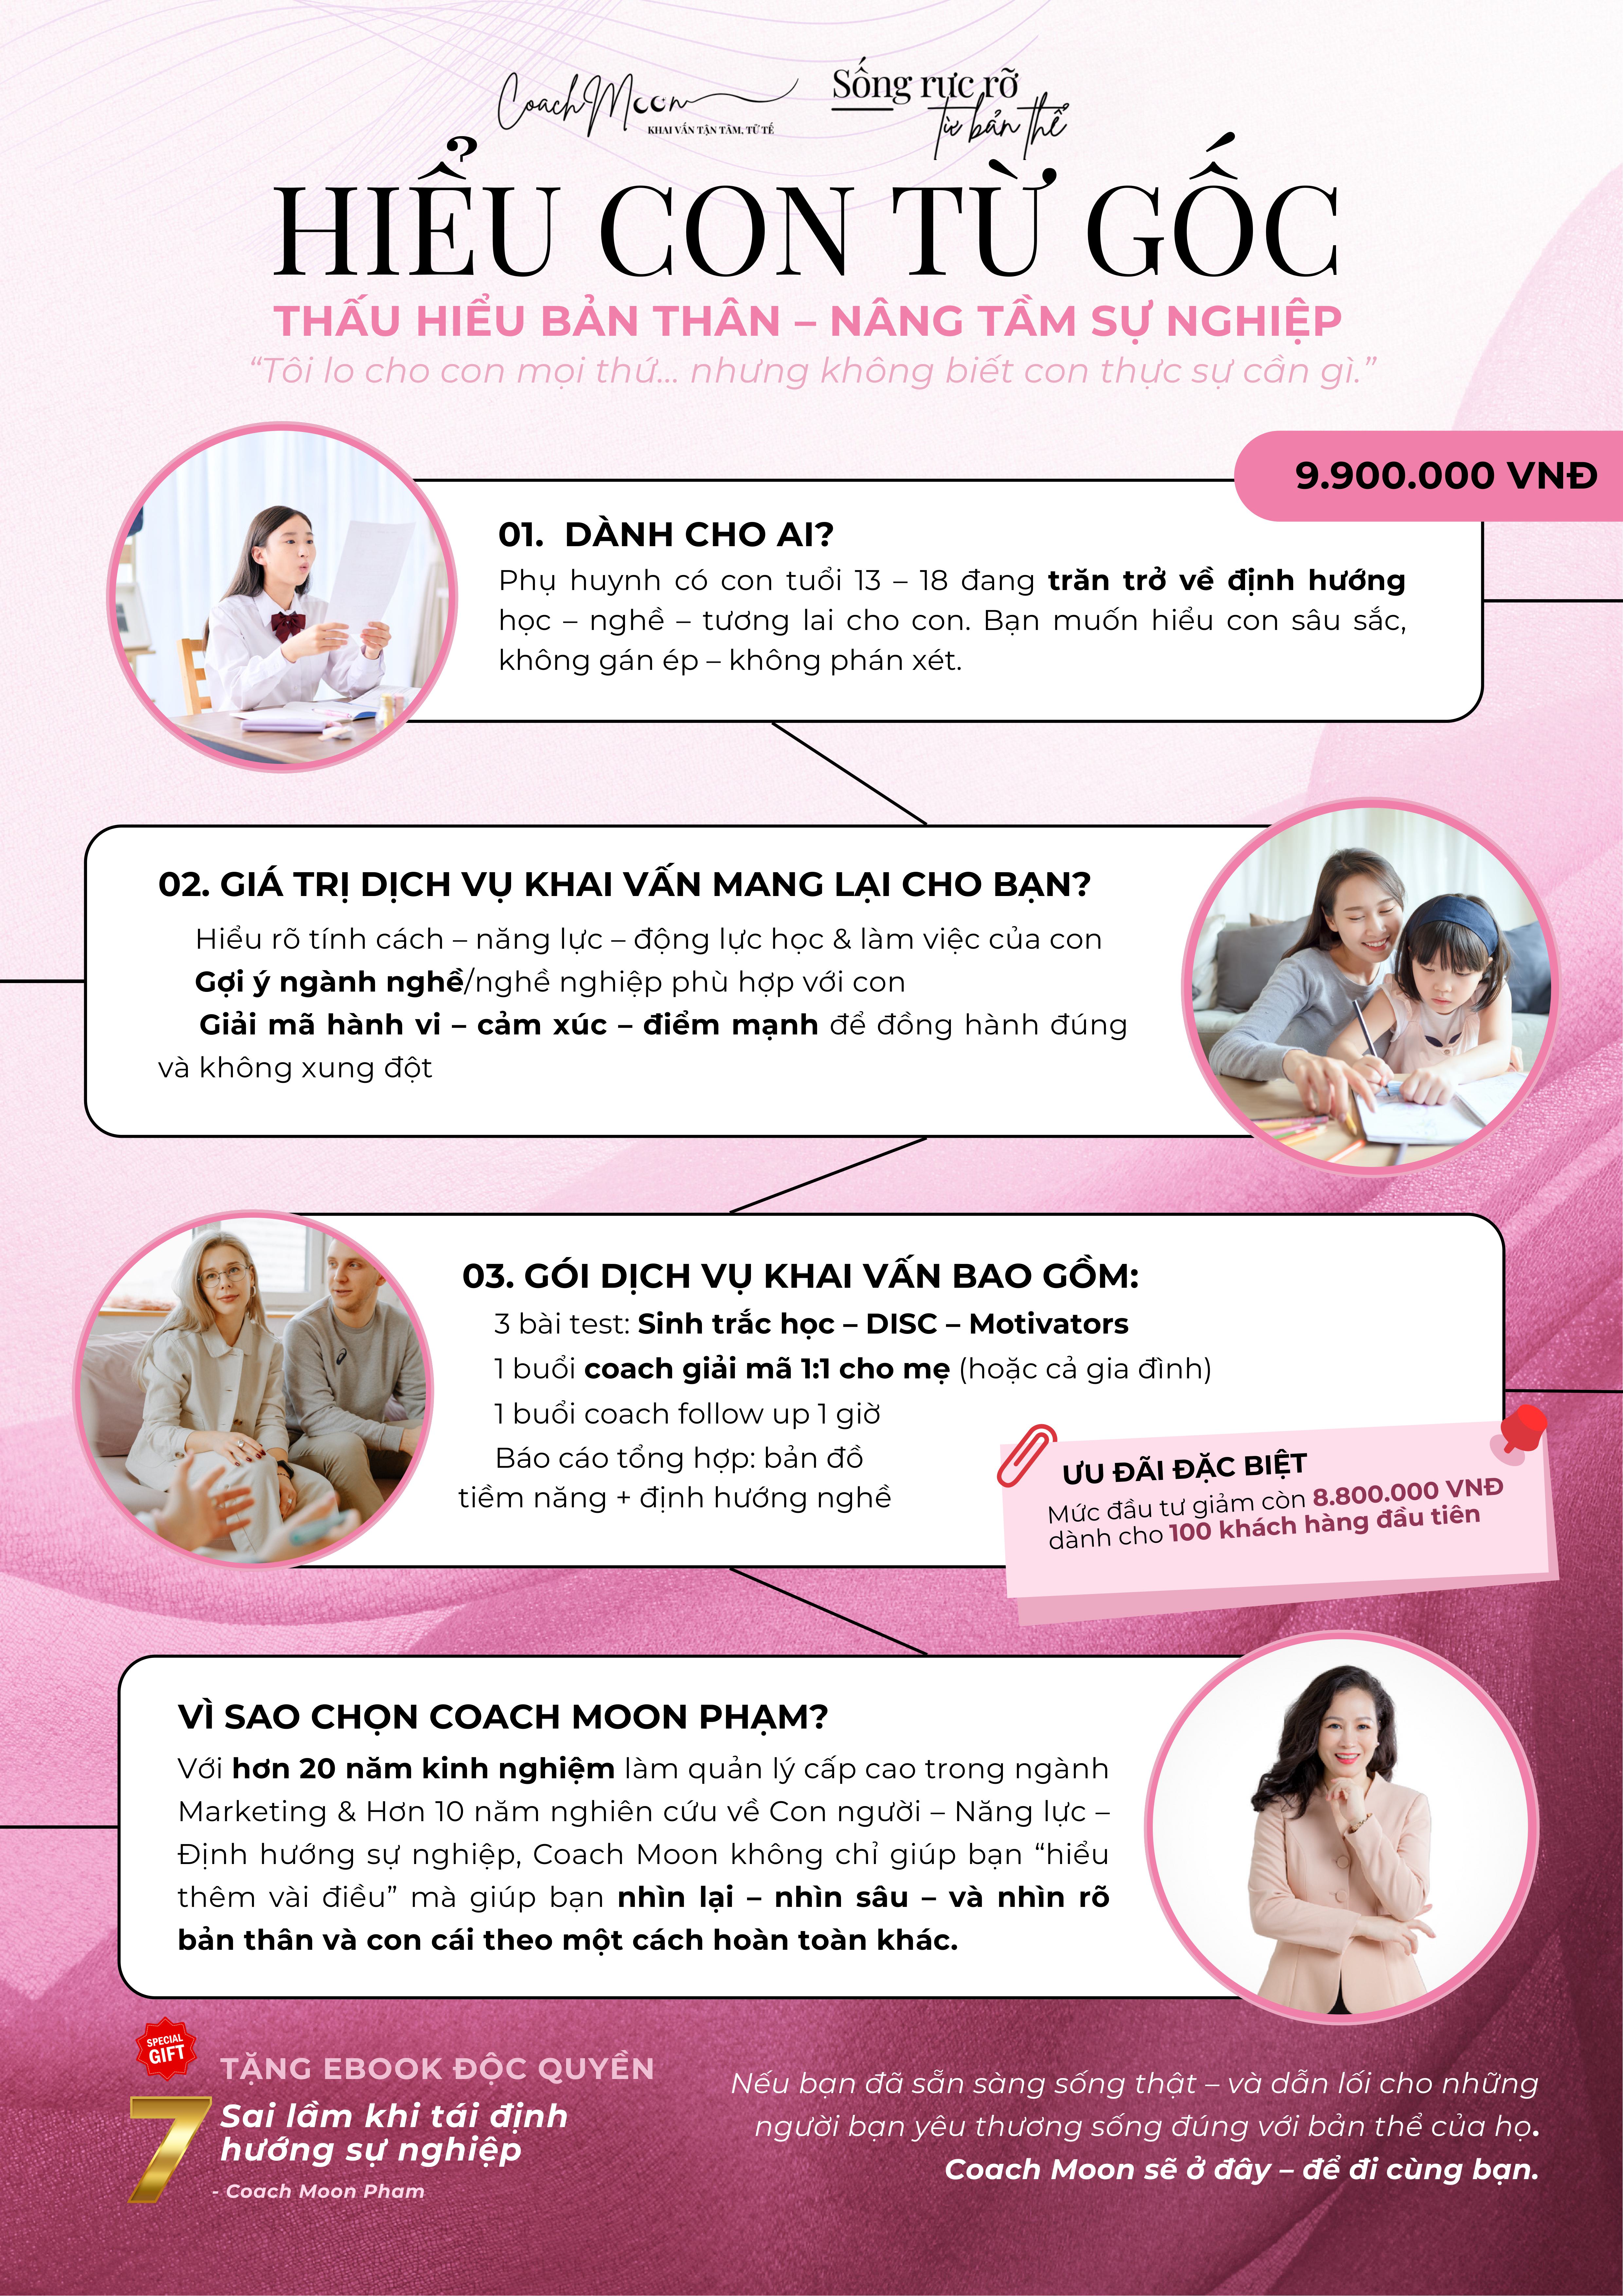 Coach Moon
KHAI VẤN TẬN TÂM, TỬ TẾ
Sống rực rỡ
từ bản thể
HIỂU CON TỪ GỐC
THẤU HIỂU BẢN THÂN – NÂNG TẦM SỰ NGHIỆP
“Tôi lo cho con mọi thứ... nhưng không biết con thực sự cần gì.”
9.900.000 VNĐ
01. DÀNH CHO AI?
Phụ huynh có con tuổi 13 – 18 đang trăn trở về định hướng
học – nghề – tương lai cho con. Bạn muốn hiểu con sâu sắc,
không gán ép – không phán xét.
02. GIÁ TRỊ DỊCH VỤ KHAI VẤN MANG LẠI CHO BẠN?
Hiểu rõ tính cách – năng lực – động lực học & làm việc của con
Gợi ý ngành nghề/nghề nghiệp phù hợp với con
Giải mã hành vi – cảm xúc – điểm mạnh để đồng hành đúng
và không xung đột
03. GÓI DỊCH VỤ KHAI VẤN BAO GỒM:
3 bài test: Sinh trắc học – DISC – Motivators
1 buổi coach giải mã 1:1 cho mẹ (hoặc cả gia đình)
1 buổi coach follow up 1 giờ
Báo cáo tổng hợp: bản đồ
tiềm năng + định hướng nghề
ƯU ĐÃI ĐẶC BIỆT
Mức đầu tư giảm còn 8.800.000 VNĐ
dành cho 100 khách hàng đầu tiên
VÌ SAO CHỌN COACH MOON PHẠM?
Với hơn 20 năm kinh nghiệm làm quản lý cấp cao trong ngành
Marketing & Hơn 10 năm nghiên cứu về Con người – Năng lực –
Định hướng sự nghiệp, Coach Moon không chỉ giúp bạn “hiểu
thêm vài điều” mà giúp bạn nhìn lại – nhìn sâu – và nhìn rõ
bản thân và con cái theo một cách hoàn toàn khác.
SPECIAL
GIFT
TẶNG EBOOK ĐỘC QUYỀN
7
Sai lầm khi tái định
hướng sự nghiệp
- Coach Moon Pham
Nếu bạn đã sẵn sàng sống thật – và dẫn lối cho những
người bạn yêu thương sống đúng với bản thể của họ.
Coach Moon sẽ ở đây – để đi cùng bạn.